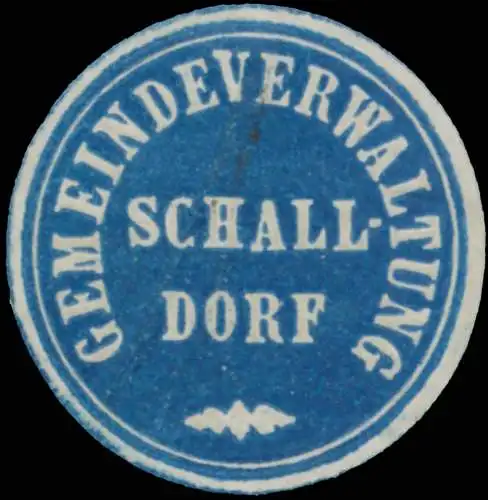 GEMEINDEVERWALTUNG
SCHALL-
DORF